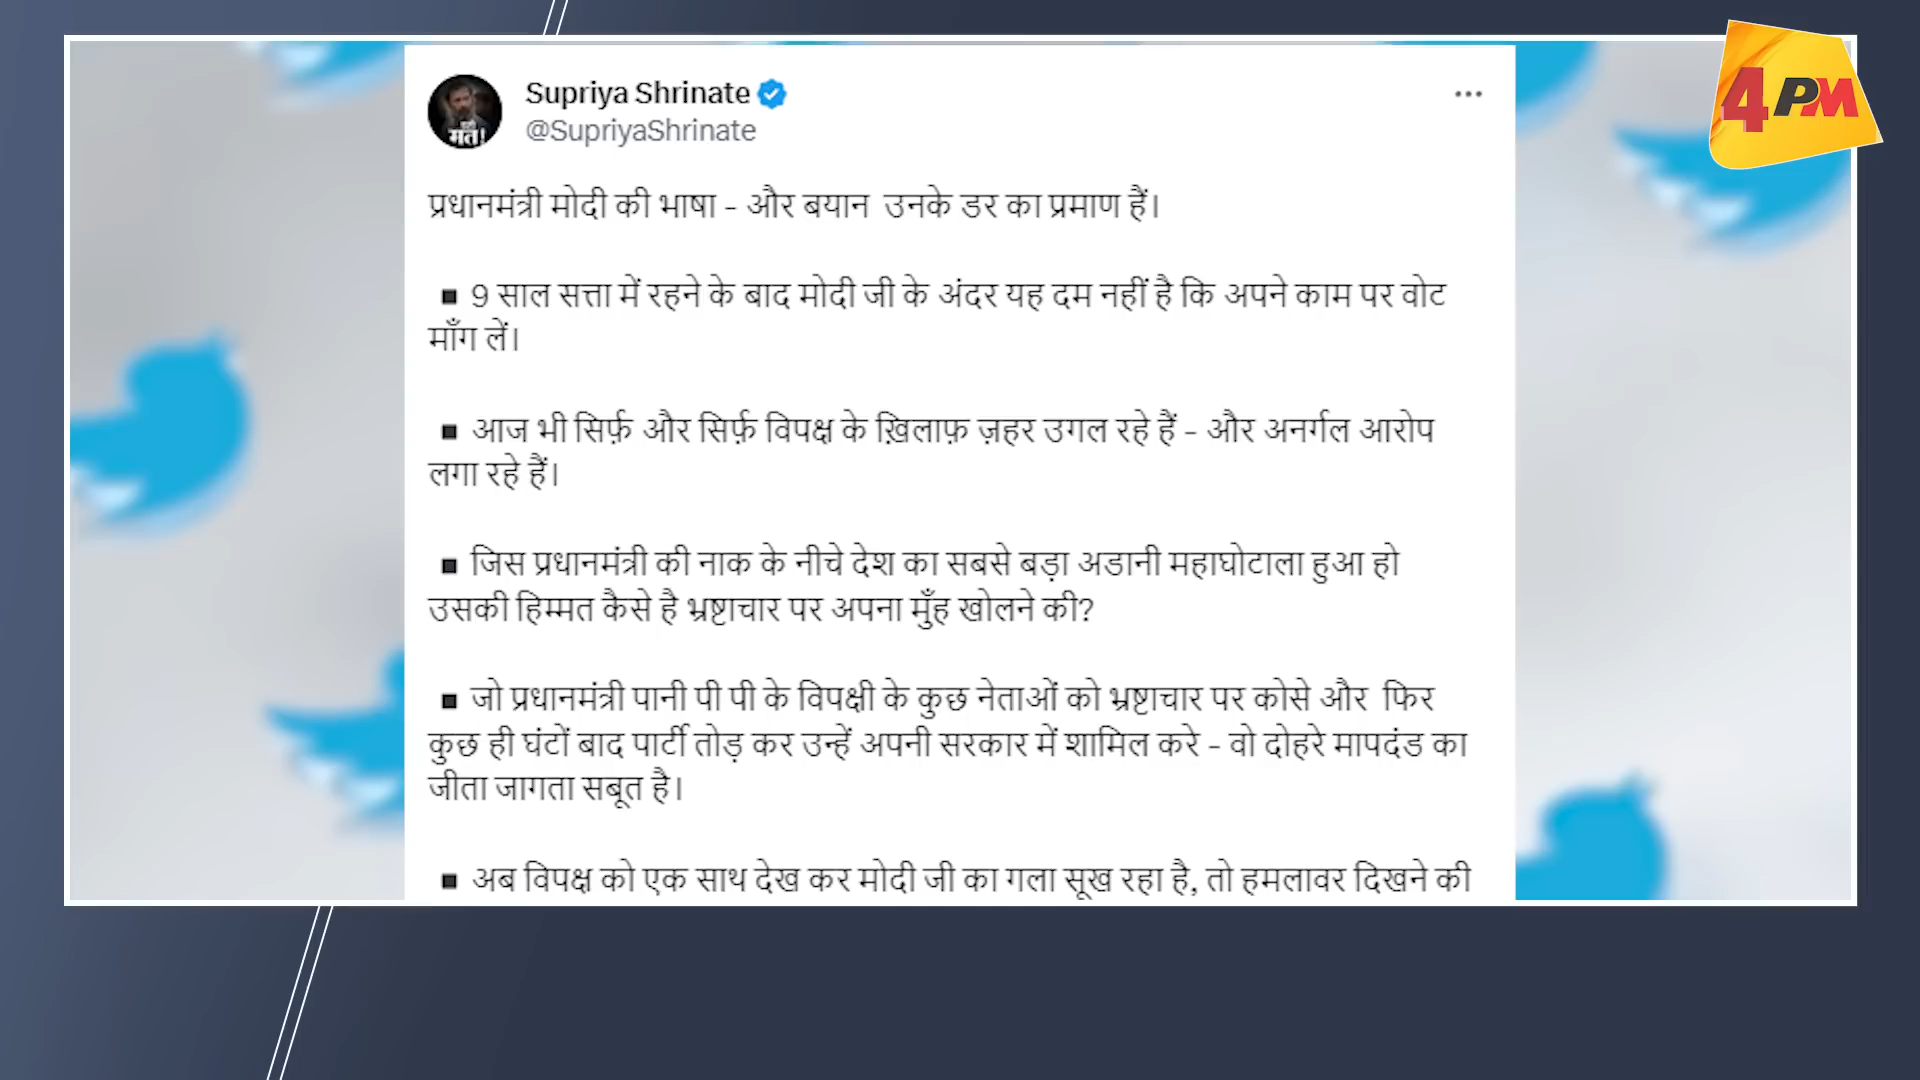 4PM
Supriya Shrinate
@SupriyaShrinate
मत!
प्रधानमंत्री मोदी की भाषा - और बयान उनके डर का प्रमाण हैं।
▪ 9 साल सत्ता में रहने के बाद मोदी जी के अंदर यह दम नहीं है कि अपने काम पर वोट
माँग लें।
▪ आज भी सिर्फ़ और सिर्फ़ विपक्ष के ख़िलाफ़ ज़हर उगल रहे हैं - और अनर्गल आरोप
लगा रहे हैं।
▪ जिस प्रधानमंत्री की नाक के नीचे देश का सबसे बड़ा अडानी महाघोटाला हुआ हो
उसकी हिम्मत कैसे है भ्रष्टाचार पर अपना मुँह खोलने की?
▪ जो प्रधानमंत्री पानी पी पी के विपक्षी के कुछ नेताओं को भ्रष्टाचार पर कोसे और फिर
कुछ ही घंटों बाद पार्टी तोड़ कर उन्हें अपनी सरकार में शामिल करे - वो दोहरे मापदंड का
जीता जागता सबूत है।
▪ अब विपक्ष को एक साथ देख कर मोदी जी का गला सूख रहा है, तो हमलावर दिखने की